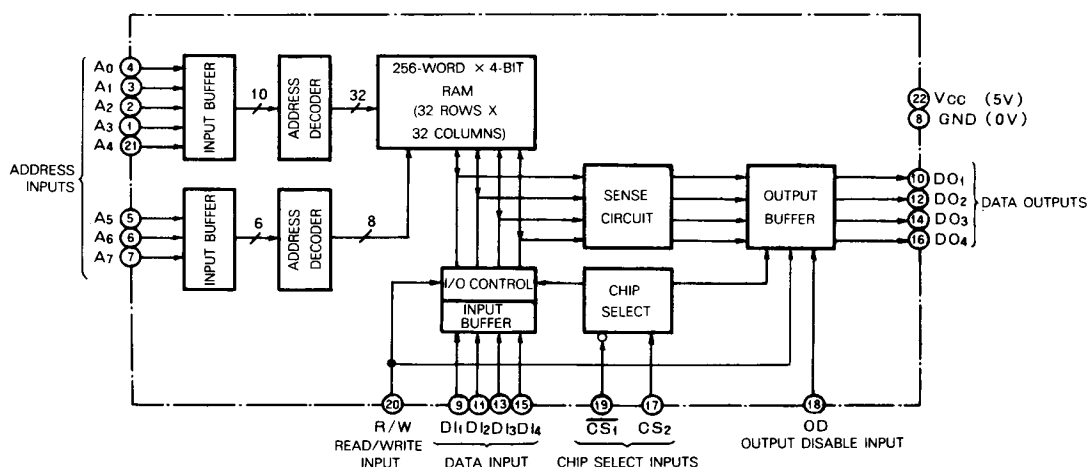 ADDRESS
INPUTS
A0 4
A1 3
A2 2
A3 1
A4 21
A5 5
A6 6
A7 7
INPUT BUFFER
10
ADDRESS
DECODER
32
256-WORD × 4-BIT
RAM
(32 ROWS X
32 COLUMNS)
INPUT BUFFER
6
ADDRESS
DECODER
8
SENSE
CIRCUIT
OUTPUT
BUFFER
22 VCC (5V)
8 GND (0V)
10 DO1
12 DO2
14 DO3
16 DO4
DATA OUTPUTS
I/O CONTROL
INPUT
BUFFER
CHIP
SELECT
20
R/W
READ/WRITE
INPUT
9 11 13 15
DI1 DI2 DI3 DI4
DATA INPUT
19 17
CS1 CS2
CHIP SELECT INPUTS
18
OD
OUTPUT DISABLE INPUT